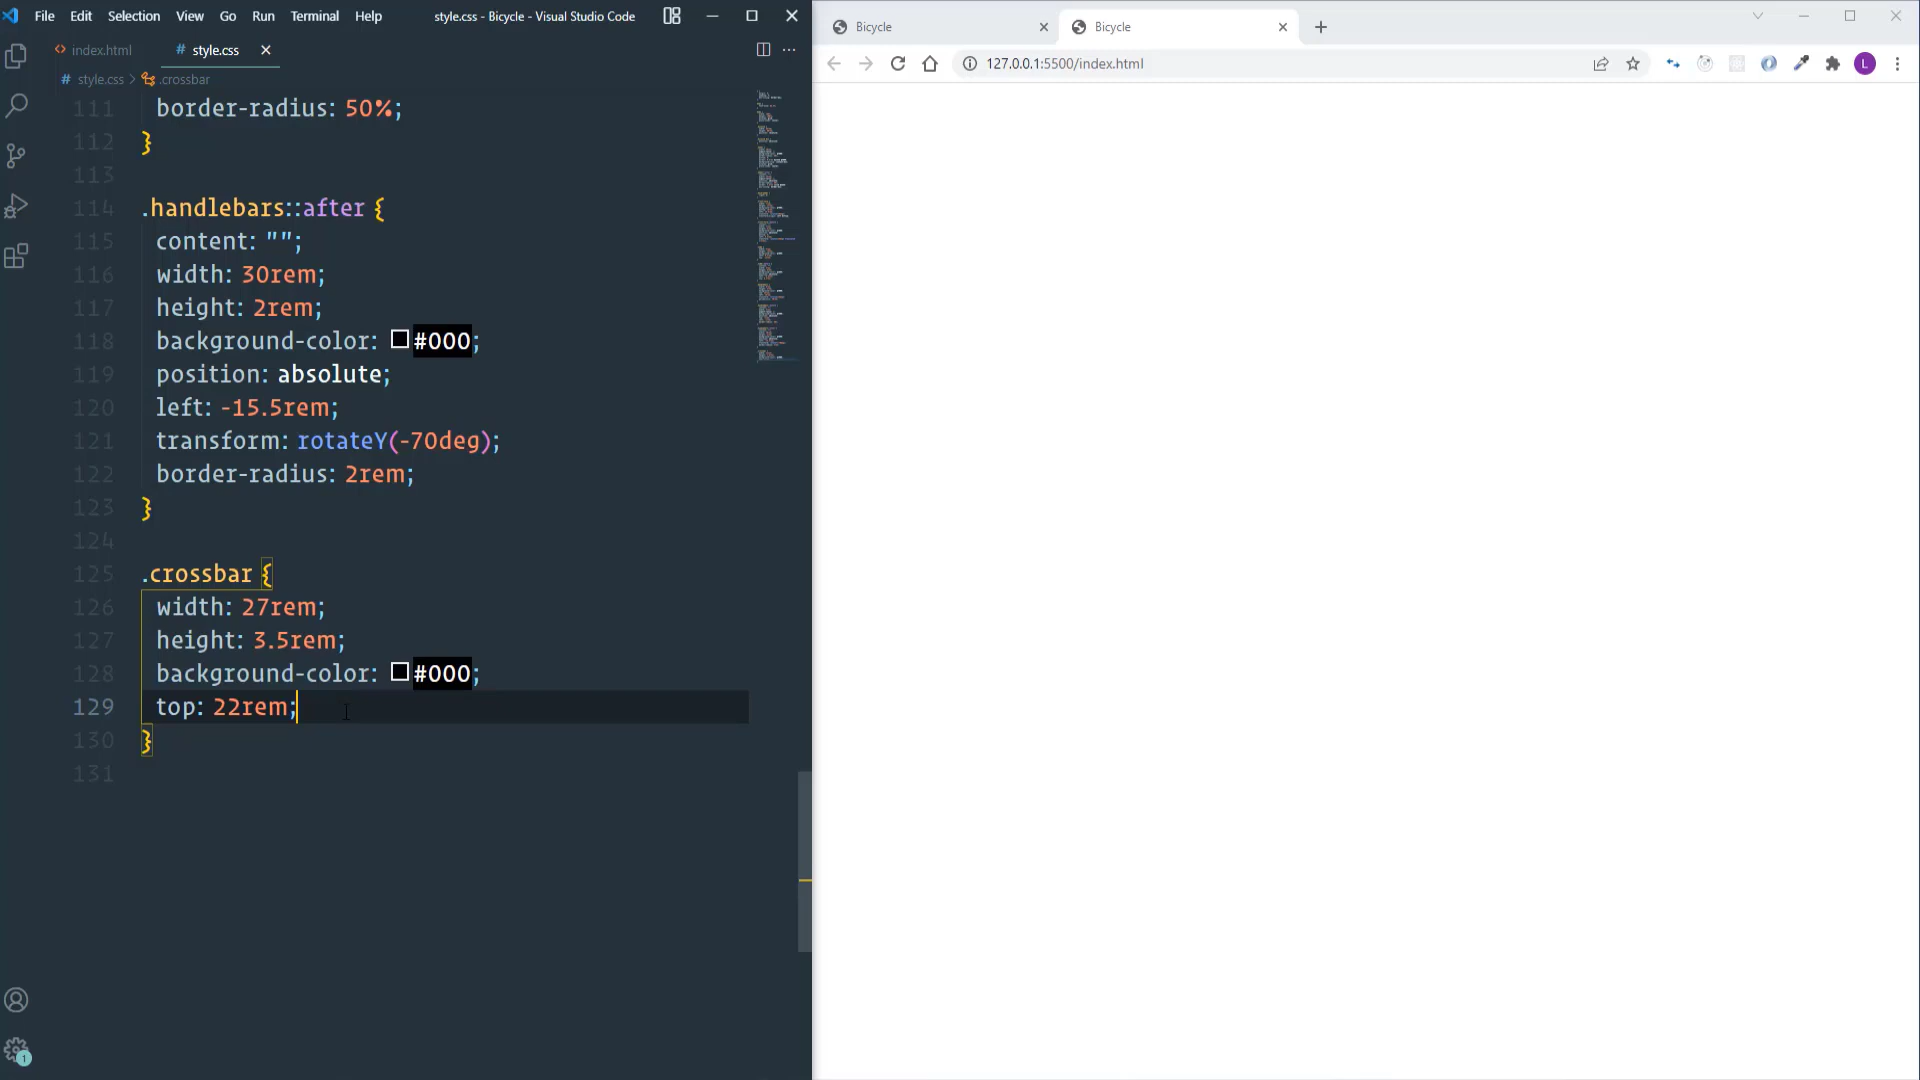 File Edit Selection View Go Run Terminal Help
style.css - Bicycle - Visual Studio Code
Bicycle
Bicycle
index.html
# style.css
127.0.0.1:5500/index.html
L
# style.css > .crossbar
111 border-radius: 50%;
112 }
113
114 .handlebars::after {
115 content: "";
116 width: 30rem;
117 height: 2rem;
118 background-color: #000;
119 position: absolute;
120 left: -15.5rem;
121 transform: rotateY(-70deg);
122 border-radius: 2rem;
123 }
124
125 .crossbar {
126 width: 27rem;
127 height: 3.5rem;
128 background-color: #000;
129 top: 22rem;
130 }
131
1